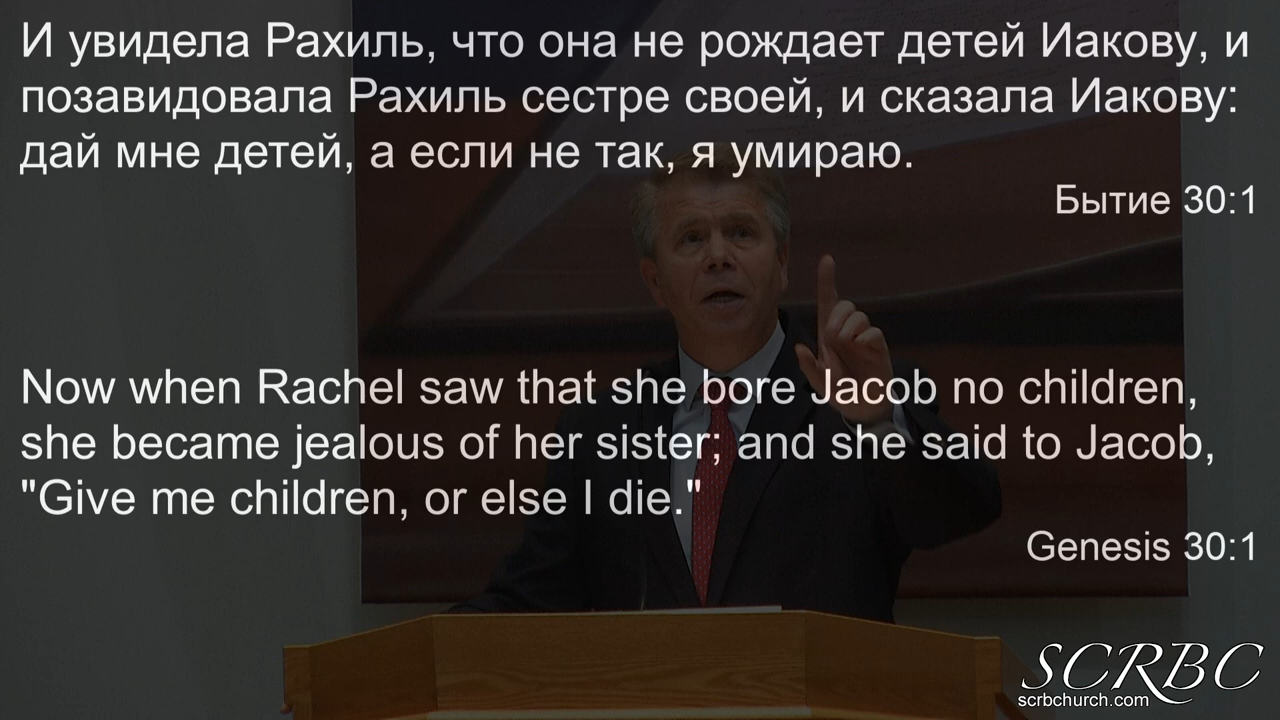 И увидела Рахиль, что она не рождает детей Иакову, и
позавидовала Рахиль сестре своей, и сказала Иакову:
дай мне детей, а если не так, я умираю.
Бытие 30:1
Now when Rachel saw that she bore Jacob no children,
she became jealous of her sister; and she said to Jacob,
"Give me children, or else I die."
Genesis 30:1
SCRBC
scrbchurch.com